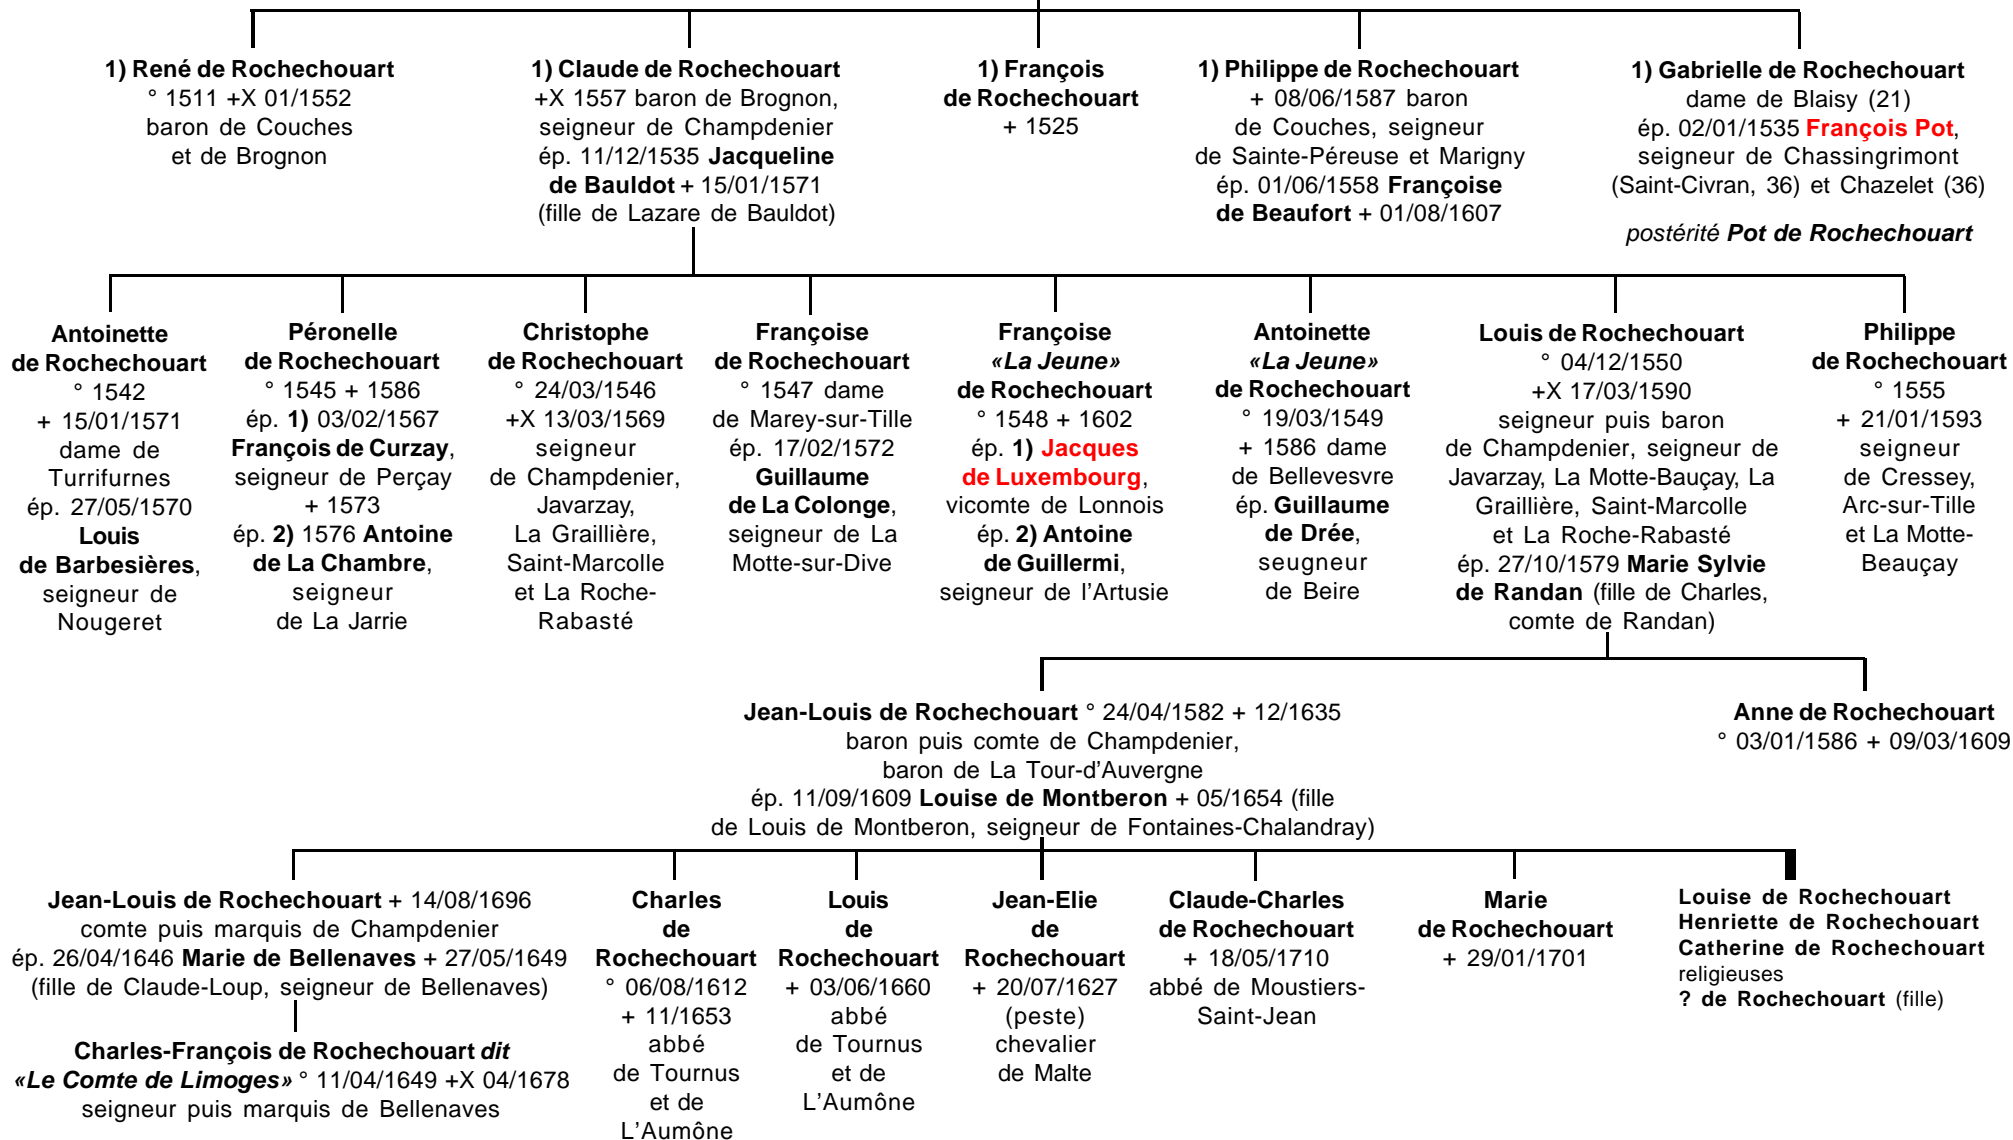 1) René de Rochechouart
° 1511 +X 01/1552
baron de Couches
et de Brognon
1) Claude de Rochechouart
+X 1557 baron de Brognon,
seigneur de Champdenier
ép. 11/12/1535 Jacqueline
de Bauldot + 15/01/1571
(fille de Lazare de Bauldot)
1) François
de Rochechouart
+ 1525
1) Philippe de Rochechouart
+ 08/06/1587 baron
de Couches, seigneur
de Sainte-Péreuse et Marigny
ép. 01/06/1558 Françoise
de Beaufort + 01/08/1607
1) Gabrielle de Rochechouart
dame de Blaisy (21)
ép. 02/01/1535 François Pot,
seigneur de Chassingrimont
(Saint-Civran, 36) et Chazelet (36)
postérité Pot de Rochechouart
Antoinette
de Rochechouart
° 1542
+ 15/01/1571
dame de
Turrifurnes
ép. 27/05/1570
Louis
de Barbesières,
seigneur de
Nougeret
Péronelle
de Rochechouart
° 1545 + 1586
ép. 1) 03/02/1567
François de Curzay,
seigneur de Perçay
+ 1573
ép. 2) 1576 Antoine
de La Chambre,
seigneur
de La Jarrie
Christophe
de Rochechouart
° 24/03/1546
+X 13/03/1569
seigneur
de Champdenier,
Javarzay,
La Graillière,
Saint-Marcolle
et La Roche-
Rabasté
Françoise
de Rochechouart
° 1547 dame
de Marey-sur-Tille
ép. 17/02/1572
Guillaume
de La Colonge,
seigneur de La
Motte-sur-Dive
Françoise
«La Jeune»
de Rochechouart
° 1548 + 1602
ép. 1) Jacques
de Luxembourg,
vicomte de Lonnois
ép. 2) Antoine
de Guillermi,
seigneur de l'Artusie
Antoinette
«La Jeune»
de Rochechouart
° 19/03/1549
+ 1586 dame
de Bellevesvre
ép. Guillaume
de Drée,
seugneur
de Beire
Louis de Rochechouart
° 04/12/1550
+X 17/03/1590
seigneur puis baron
de Champdenier, seigneur de
Javarzay, La Motte-Bauçay, La
Graillière, Saint-Marcolle
et La Roche-Rabasté
ép. 27/10/1579 Marie Sylvie
de Randan (fille de Charles,
comte de Randan)
Philippe
de Rochechouart
° 1555
+ 21/01/1593
seigneur
de Cressey,
Arc-sur-Tille
et La Motte-
Beauçay
Jean-Louis de Rochechouart ° 24/04/1582 + 12/1635
baron puis comte de Champdenier,
baron de La Tour-d'Auvergne
ép. 11/09/1609 Louise de Montberon + 05/1654 (fille
de Louis de Montberon, seigneur de Fontaines-Chalandray)
Anne de Rochechouart
° 03/01/1586 + 09/03/1609
Jean-Louis de Rochechouart + 14/08/1696
comte puis marquis de Champdenier
ép. 26/04/1646 Marie de Bellenaves + 27/05/1649
(fille de Claude-Loup, seigneur de Bellenaves)
Charles
de
Rochechouart
° 06/08/1612
+ 11/1653
abbé
de Tournus
et de
L'Aumône
Louis
de
Rochechouart
+ 03/06/1660
abbé
de Tournus
et de
L'Aumône
Jean-Elie
de
Rochechouart
+ 20/07/1627
(peste)
chevalier
de Malte
Claude-Charles
de Rochechouart
+ 18/05/1710
abbé de Moustiers-
Saint-Jean
Marie
de Rochechouart
+ 29/01/1701
Louise de Rochechouart
Henriette de Rochechouart
Catherine de Rochechouart
religieuses
? de Rochechouart (fille)
Charles-François de Rochechouart dit
«Le Comte de Limoges» ° 11/04/1649 +X 04/1678
seigneur puis marquis de Bellenaves